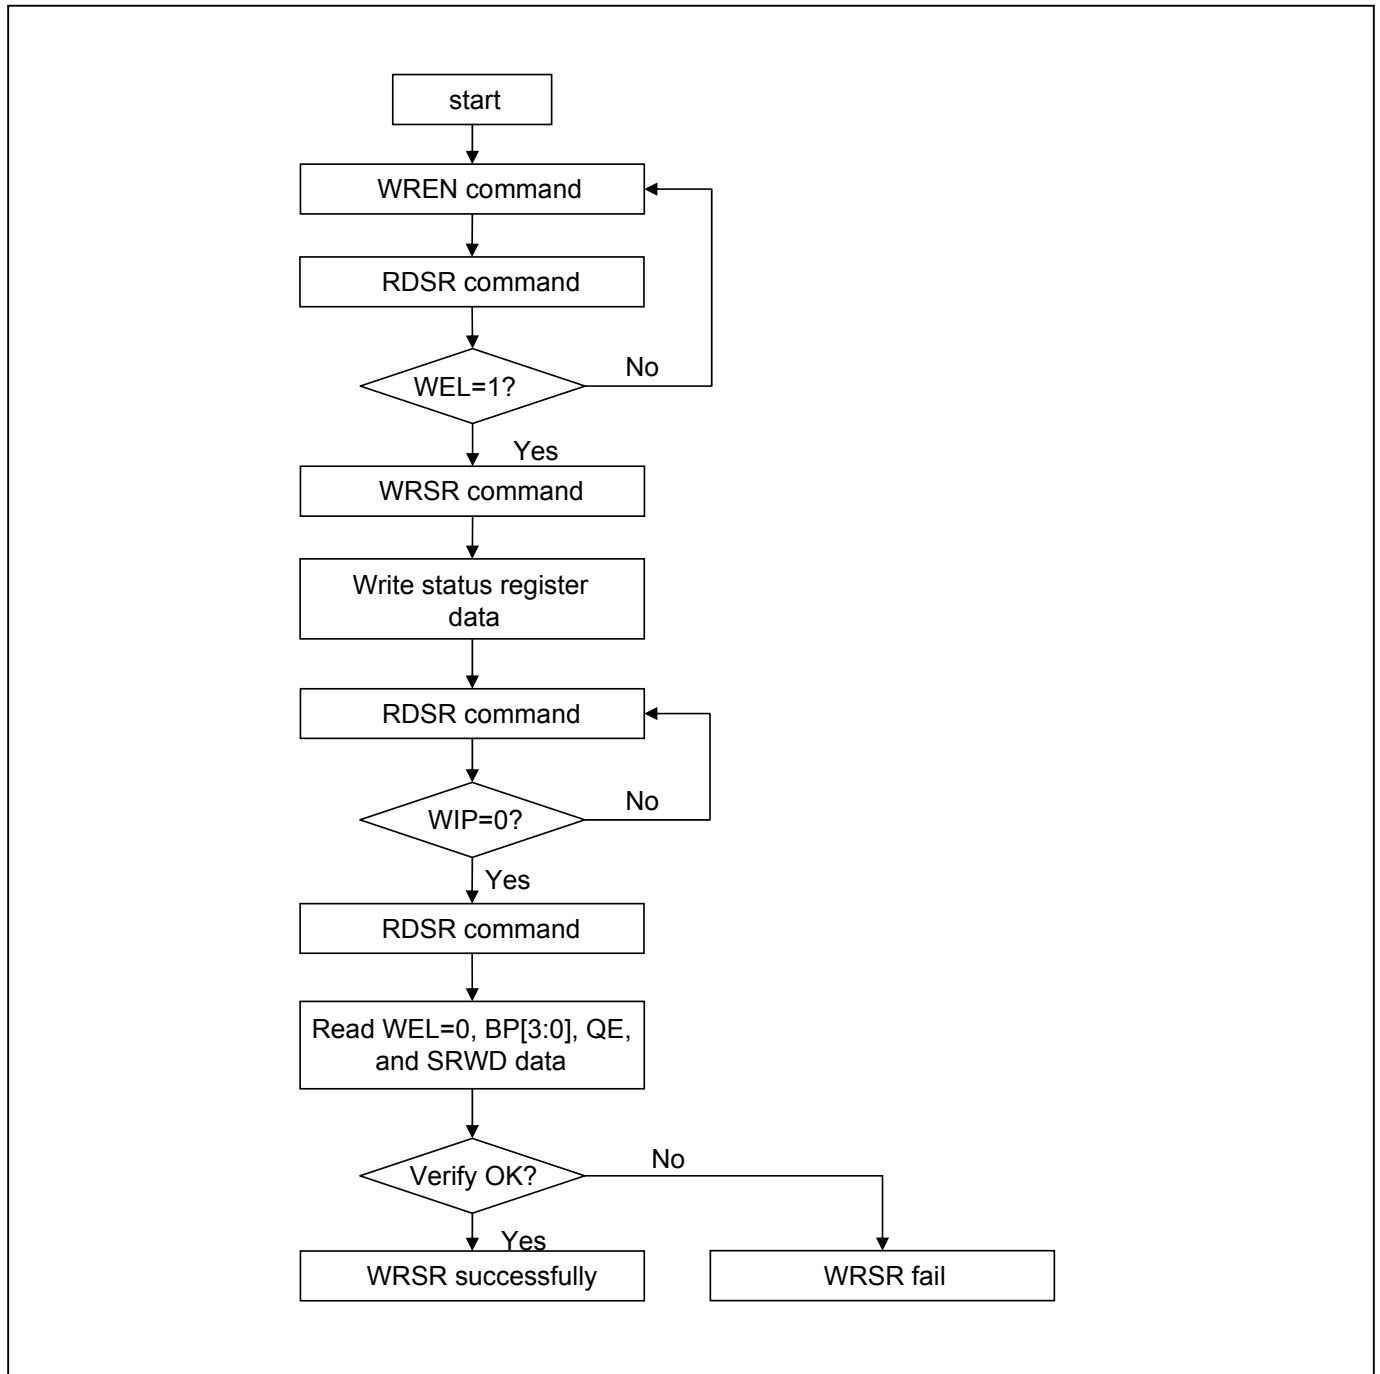 start
WREN command
RDSR command
WEL=1?
No
Yes
WRSR command
Write status register
data
RDSR command
WIP=0?
No
Yes
RDSR command
Read WEL=0, BP[3:0], QE,
and SRWD data
Verify OK?
No
Yes
WRSR successfully
WRSR fail